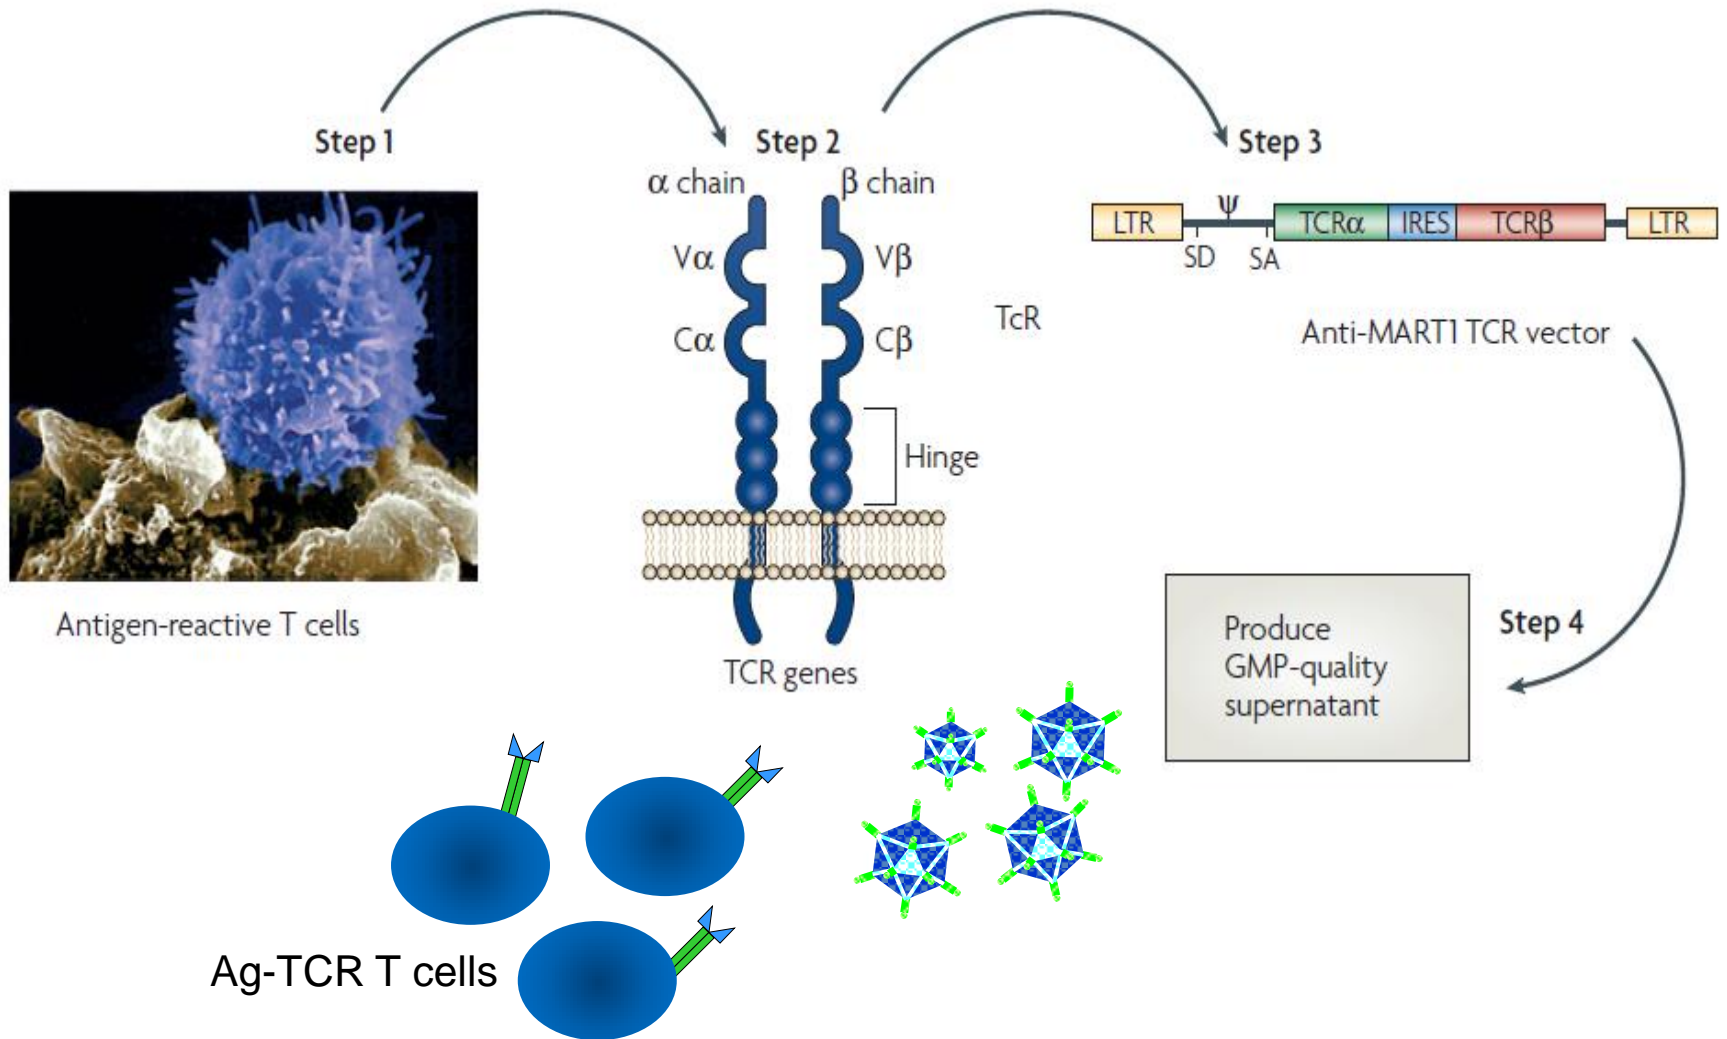 Step 1
Step 2
Step 3
α chain
β chain
Vα
Vβ
Cα
Cβ
Hinge
TcR
LTR
ψ
TCRα
IRES
TCRβ
LTR
SD
SA
Anti-MART1 TCR vector
Antigen-reactive T cells
TCR genes
Step 4
Produce
GMP-quality
supernatant
Ag-TCR T cells